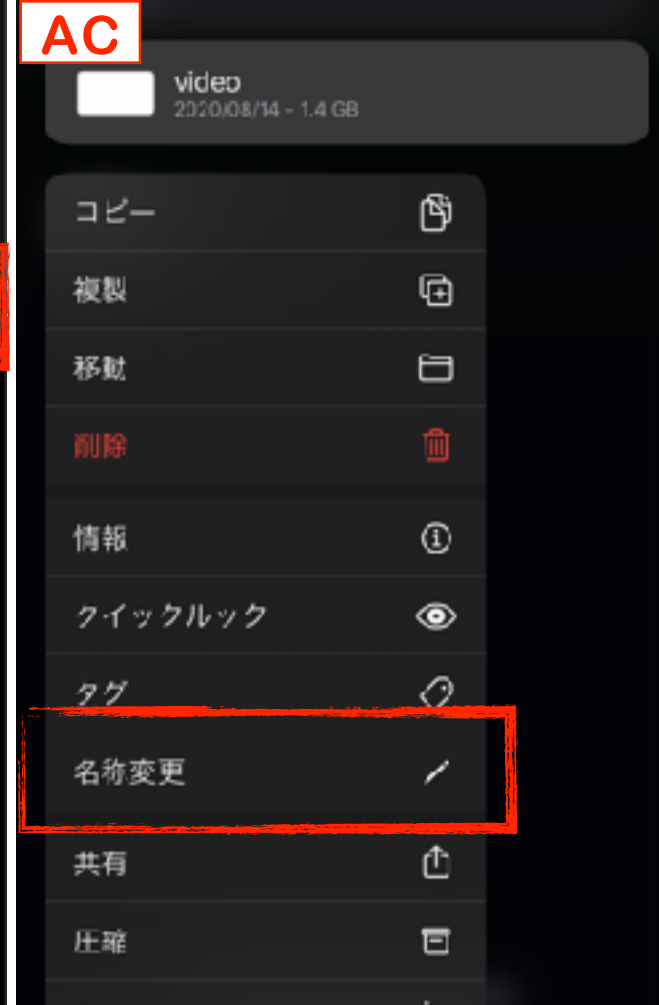 AC
video
2020/08/14 - 1.4 GB
コピー
複製
移動
削除
情報
クイックルック
タグ
名称変更
共有
圧縮